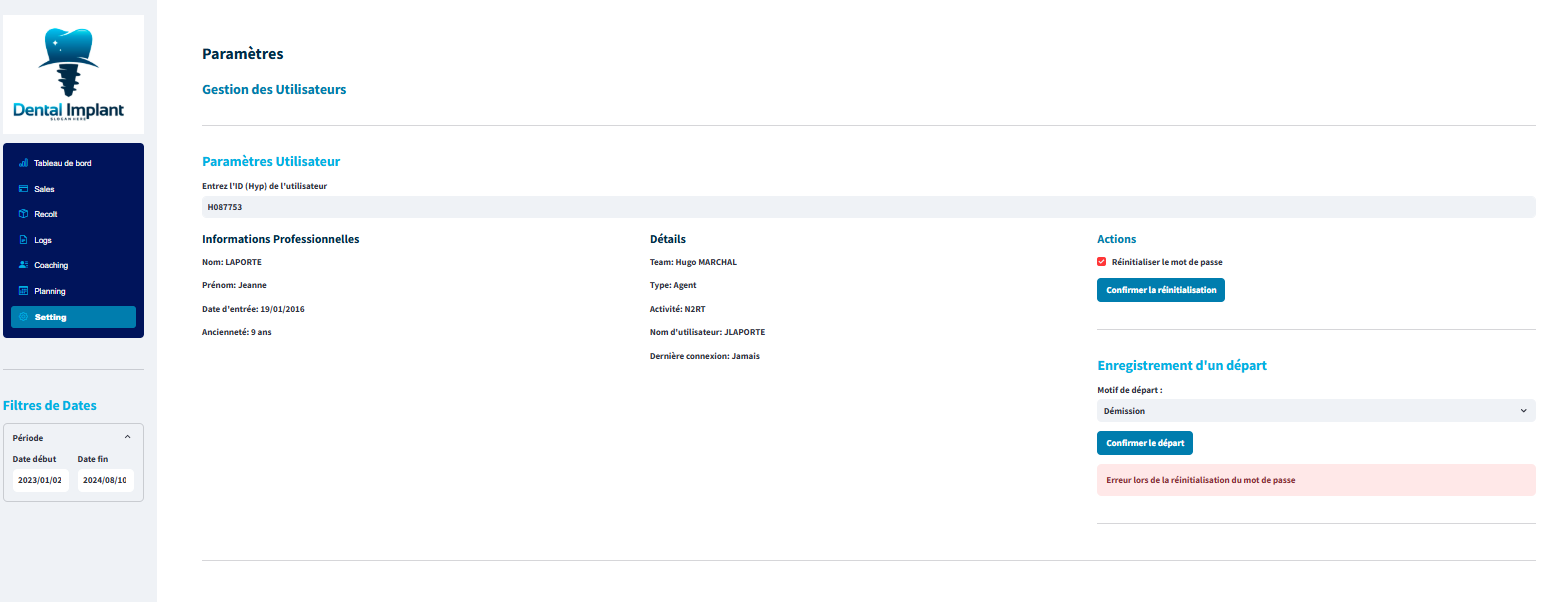 Dental Implant
SLOGAN HERE
Tableau de bord
Sales
Recolt
Logs
Coaching
Planning
Setting
Filtres de Dates
Période
Date début
Date fin
2023/01/02
2024/08/10
Paramètres
Gestion des Utilisateurs
Paramètres Utilisateur
Entrez l'ID (Hyp) de l'utilisateur
H087753
Informations Professionnelles
Nom: LAPORTE
Prénom: Jeanne
Date d'entrée: 19/01/2016
Ancienneté: 9 ans
Détails
Team: Hugo MARCHAL
Type: Agent
Activité: N2RT
Nom d'utilisateur: JLAPORTE
Dernière connexion: Jamais
Actions
Réinitialiser le mot de passe
Confirmer la réinitialisation
Enregistrement d'un départ
Motif de départ :
Démission
Confirmer le départ
Erreur lors de la réinitialisation du mot de passe